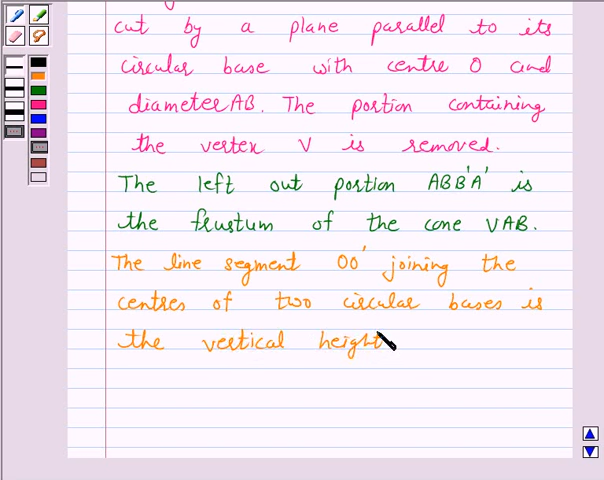 cut by a plane parallel to its
circular base with centre O and
diameter AB. The portion containing
the vertex V is removed.
The left out portion ABB'A' is
the frustum of the cone VAB.
The line segment OO' joining the
centres of two circular bases is
the vertical height